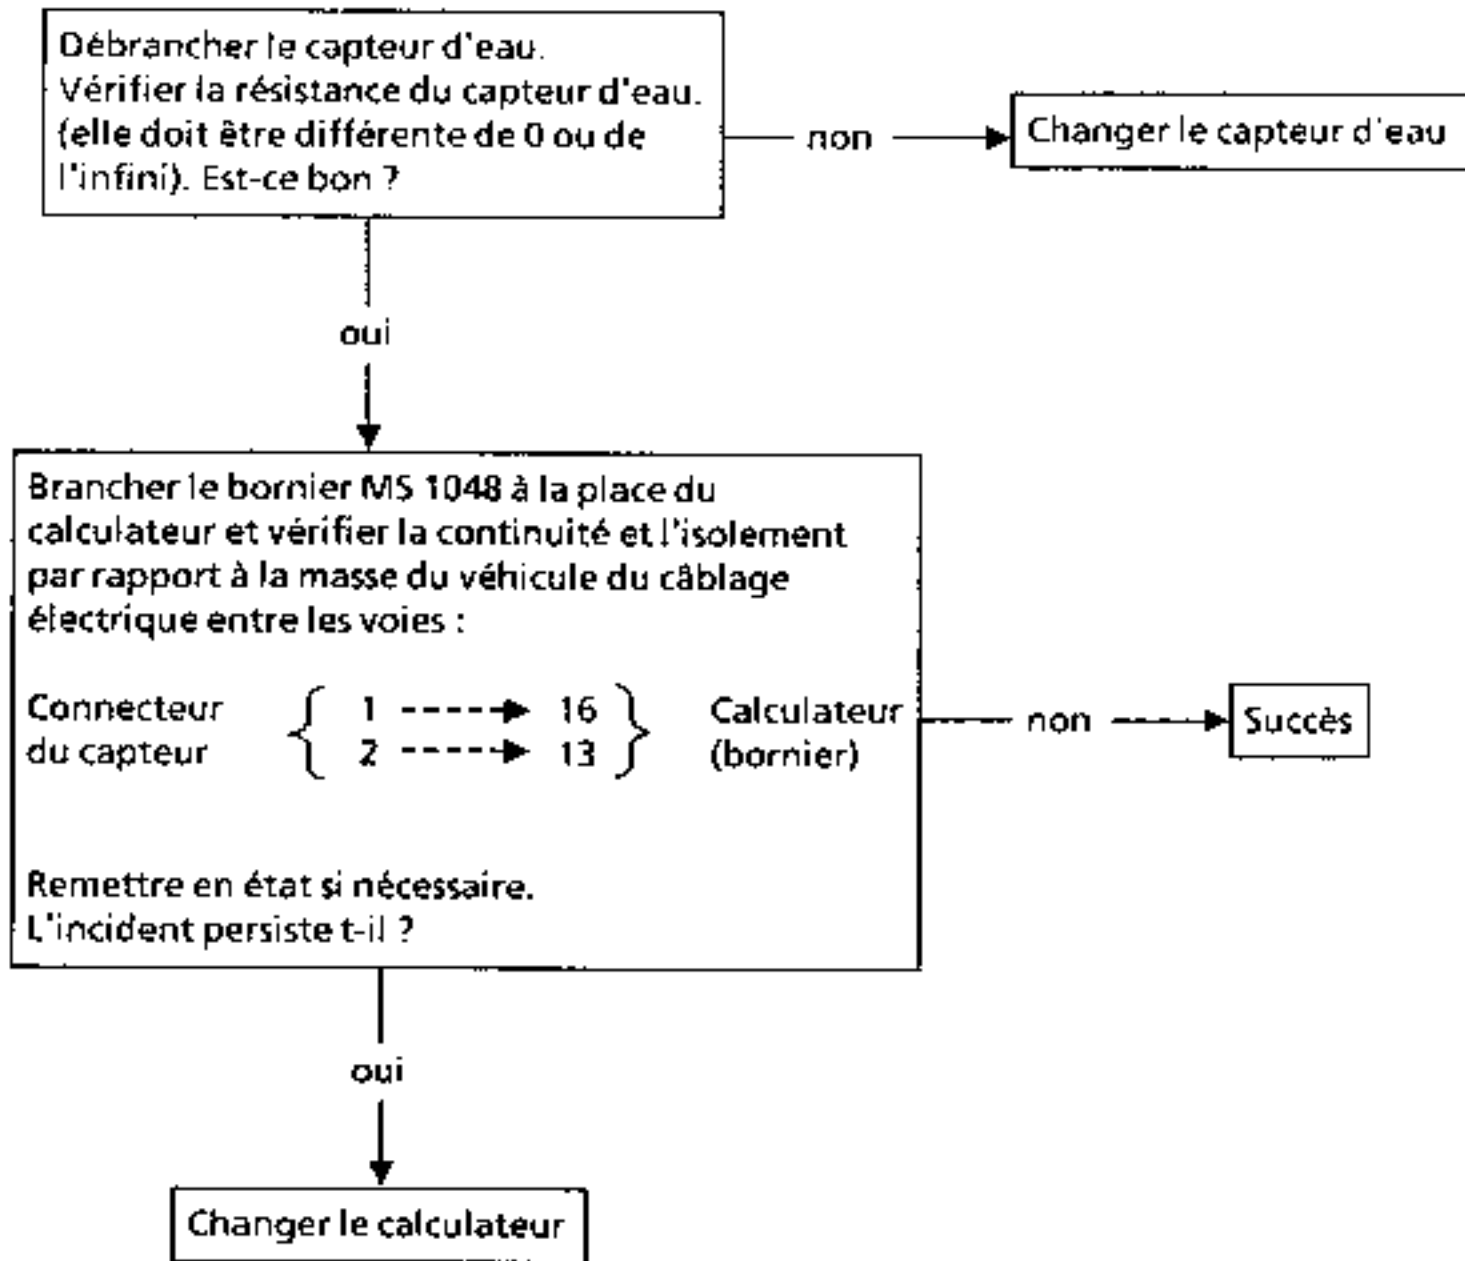 Débrancher le capteur d'eau.
Vérifier la résistance du capteur d'eau.
(elle doit être différente de 0 ou de
l'infini). Est-ce bon ?
non
Changer le capteur d'eau
oui
Brancher le bornier MS 1048 à la place du
calculateur et vérifier la continuité et l'isolement
par rapport à la masse du véhicule du câblage
électrique entre les voies :
Connecteur { 1 ----► 16 } Calculateur
du capteur { 2 ----► 13 } (bornier)
non
Succès
Remettre en état si nécessaire.
L'incident persiste t-il ?
oui
Changer le calculateur